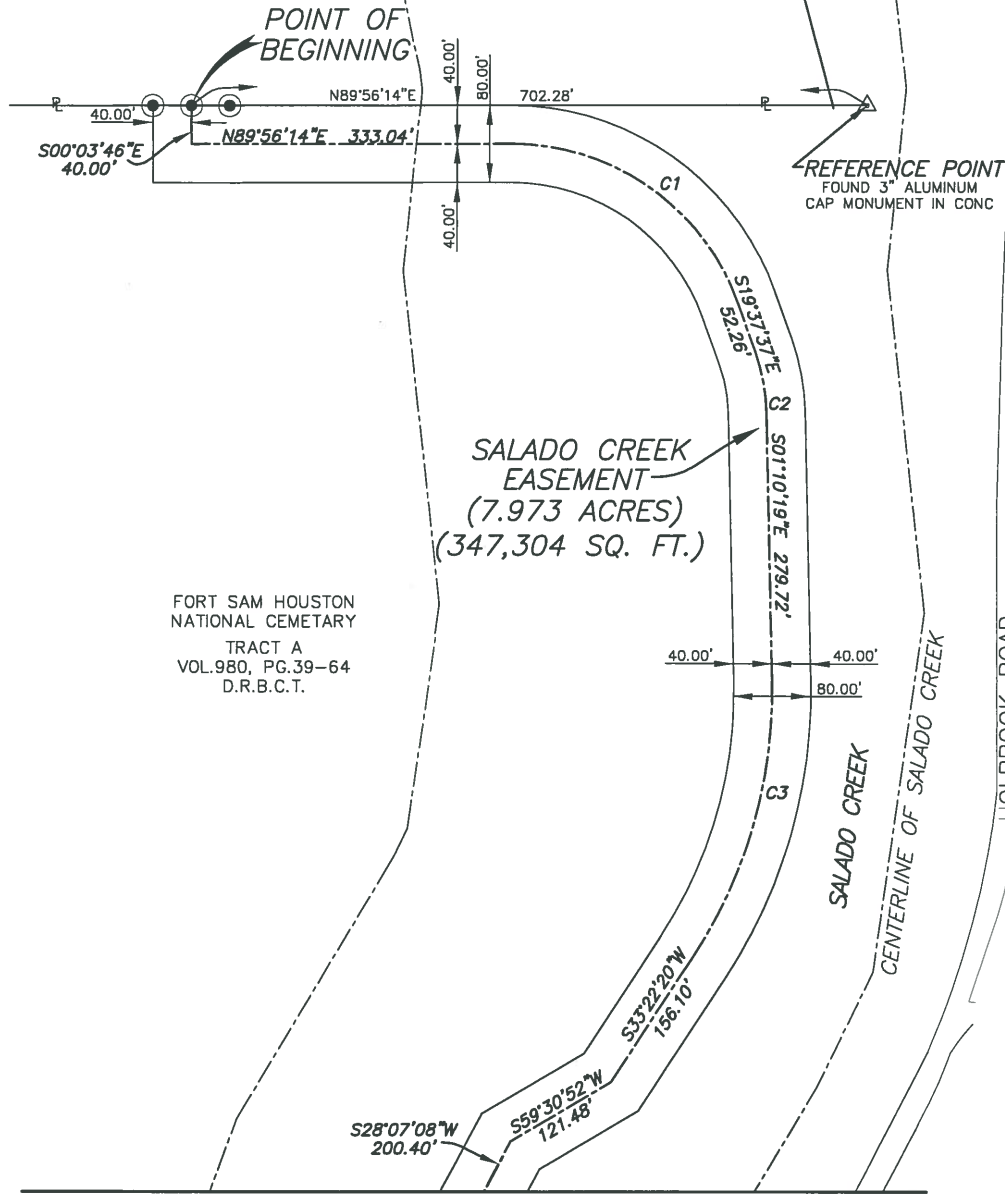 POINT OF
BEGINNING
40.00'
80.00'
N89°56'14"E
702.28'
℄
℄
40.00'
S00°03'46"E
40.00'
N89°56'14"E 333.04'
40.00'
C1
REFERENCE POINT
FOUND 3" ALUMINUM
CAP MONUMENT IN CONC
S19°37'37"E
52.26'
C2
SALADO CREEK
EASEMENT
(7.973 ACRES)
(347,304 SQ. FT.)
S01°10'19"E 279.72'
FORT SAM HOUSTON
NATIONAL CEMETARY
TRACT A
VOL.980, PG.39-64
D.R.B.C.T.
40.00'
40.00'
80.00'
C3
SALADO CREEK
CENTERLINE OF SALADO CREEK
HOLBROOK ROAD
S33°22'20"W
156.10'
S59°30'52"W
121.48'
S28°07'08"W
200.40'